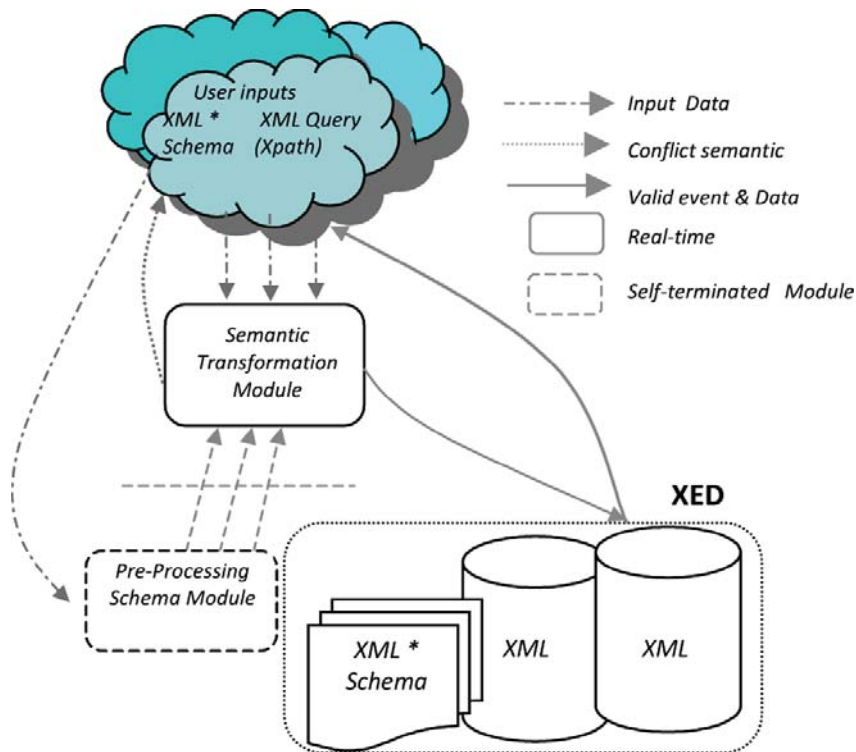 User inputs
XML * XML Query
Schema (Xpath)
Input Data
Conflict semantic
Valid event & Data
Real-time
Self-terminated Module
Semantic
Transformation
Module
XED
Pre-Processing
Schema Module
XML *
Schema
XML
XML